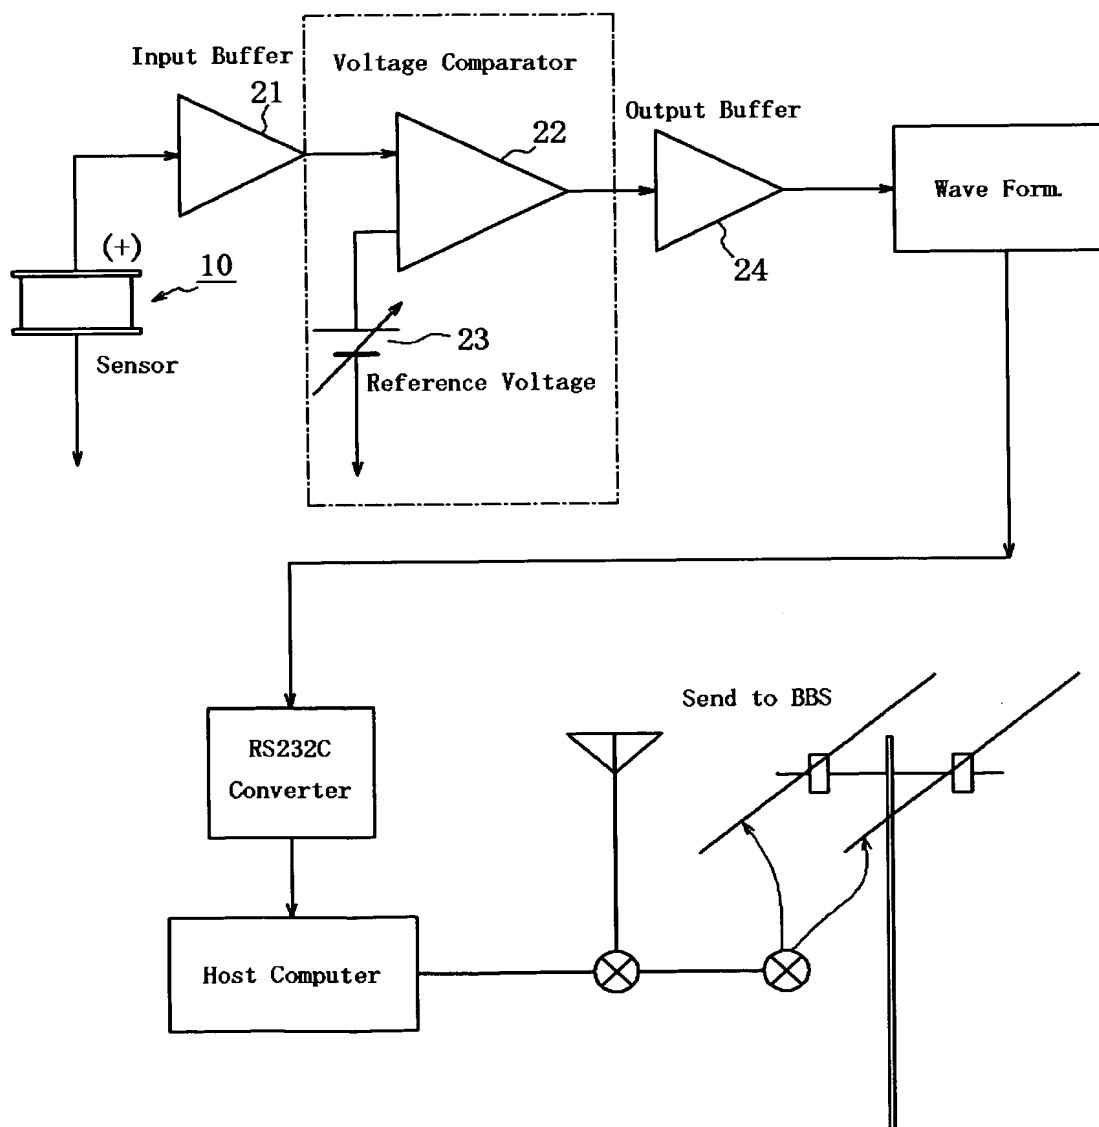 Input Buffer
Voltage Comparator
21
22
Output Buffer
Wave Form.
(+)
10
24
23
Sensor
Reference Voltage
Send to BBS
RS232C
Converter
Host Computer